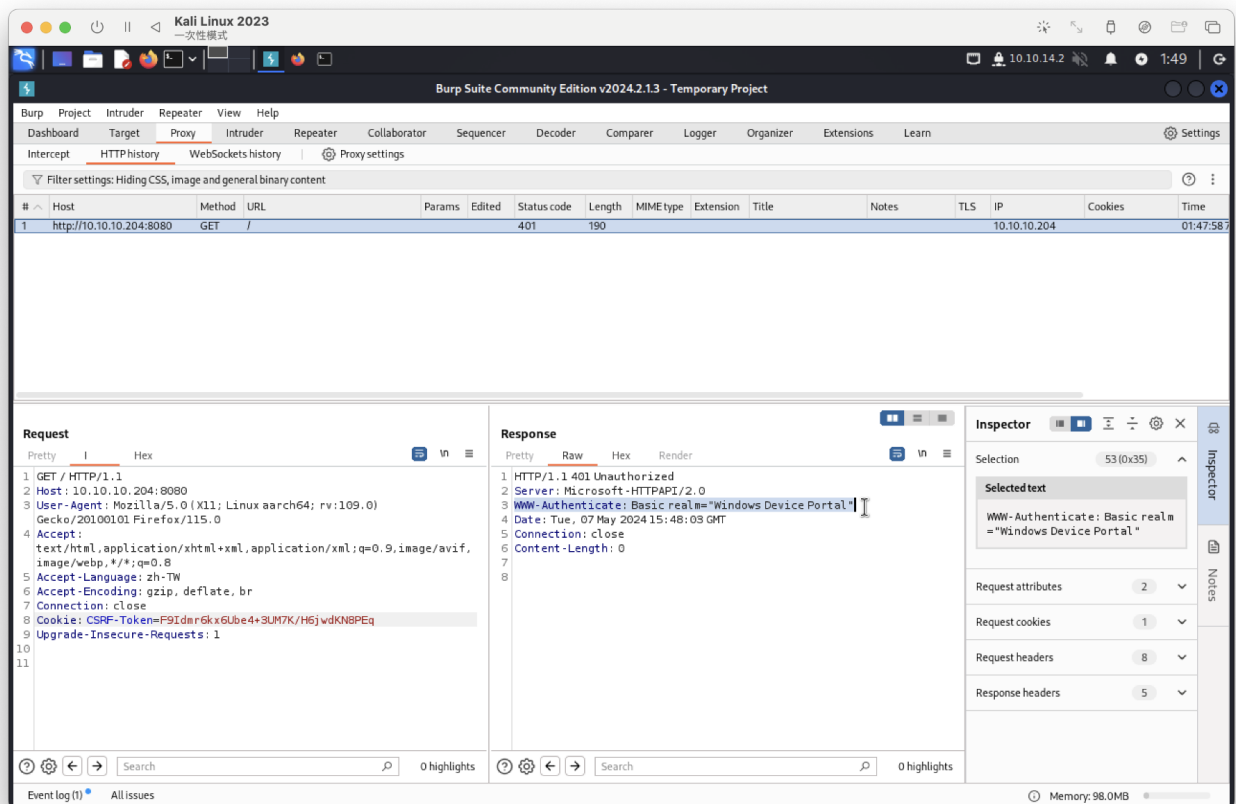 Kali Linux 2023
一次性模式
10.10.14.2
1:49
Burp Suite Community Edition v2024.2.1.3 - Temporary Project
Burp Project Intruder Repeater View Help
Dashboard Target Proxy Intruder Repeater Collaborator Sequencer Decoder Comparer Logger Organizer Extensions Learn Settings
Intercept HTTP history WebSockets history Proxy settings
Filter settings: Hiding CSS, image and general binary content
# Host Method URL Params Edited Status code Length MIME type Extension Title Notes TLS IP Cookies Time
1 http://10.10.10.204:8080 GET / 401 190 10.10.10.204 01:47:58 7
Request
Pretty Hex
\n
1 GET / HTTP/1.1
2 Host: 10.10.10.204:8080
3 User-Agent: Mozilla/5.0 (X11; Linux aarch64; rv:109.0)
Gecko/20100101 Firefox/115.0
4 Accept:
text/html,application/xhtml+xml,application/xml;q=0.9,image/avif,
image/webp,*/*;q=0.8
5 Accept-Language: zh-TW
6 Accept-Encoding: gzip, deflate, br
7 Connection: close
8 Cookie: CSRF-Token=F9Idmr6kx6Ube4+3UM7K/H6jwdKN8PEq
9 Upgrade-Insecure-Requests: 1
10
11
Search 0 highlights
Response
Pretty Raw Hex Render
\n
1 HTTP/1.1 401 Unauthorized
2 Server: Microsoft-HTTPAPI/2.0
3 WWW-Authenticate: Basic realm="Windows Device Portal"
4 Date: Tue, 07 May 2024 15:48:03 GMT
5 Connection: close
6 Content-Length: 0
7
8
Search 0 highlights
Inspector
Selection 53 (0x35)
Selected text
WWW-Authenticate: Basic realm
="Windows Device Portal"
Request attributes 2
Request cookies 1
Request headers 8
Response headers 5
Inspector
Notes
Event log (1) All issues
Memory: 98.0MB